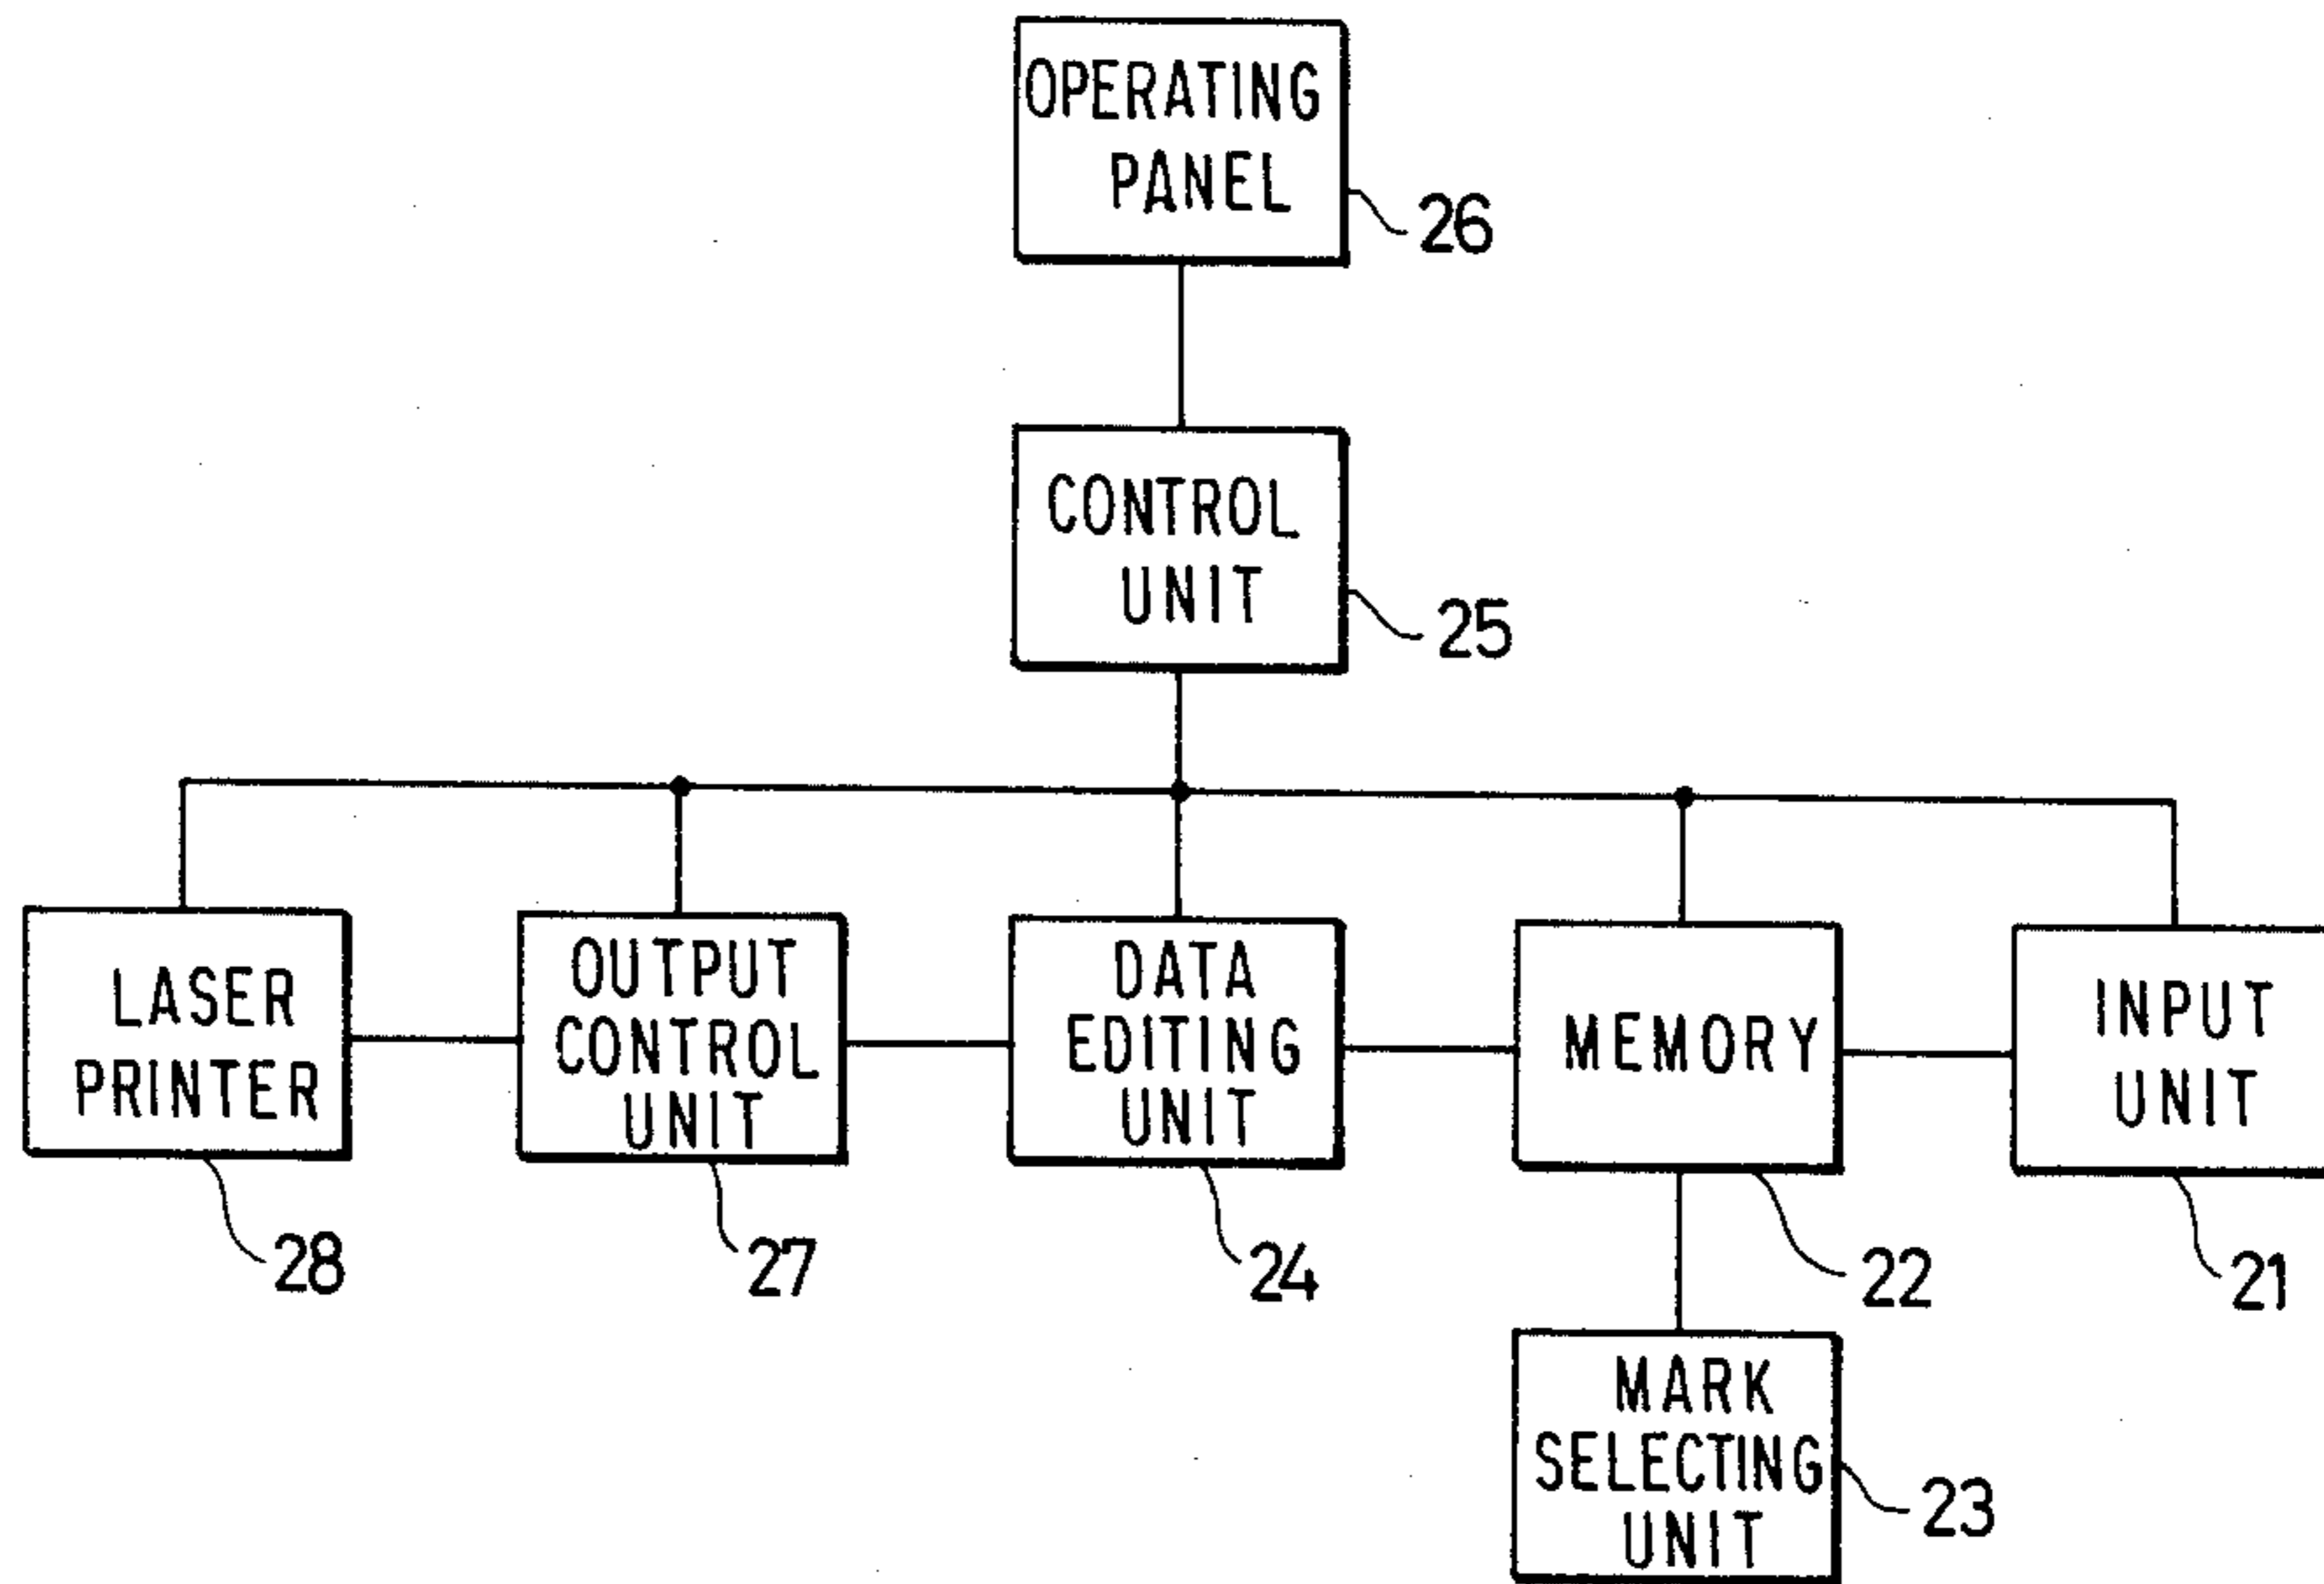 OPERATING
PANEL
26
CONTROL
UNIT
25
LASER
PRINTER
28
OUTPUT
CONTROL
UNIT
27
DATA
EDITING
UNIT
24
MEMORY
22
INPUT
UNIT
21
MARK
SELECTING
UNIT
23